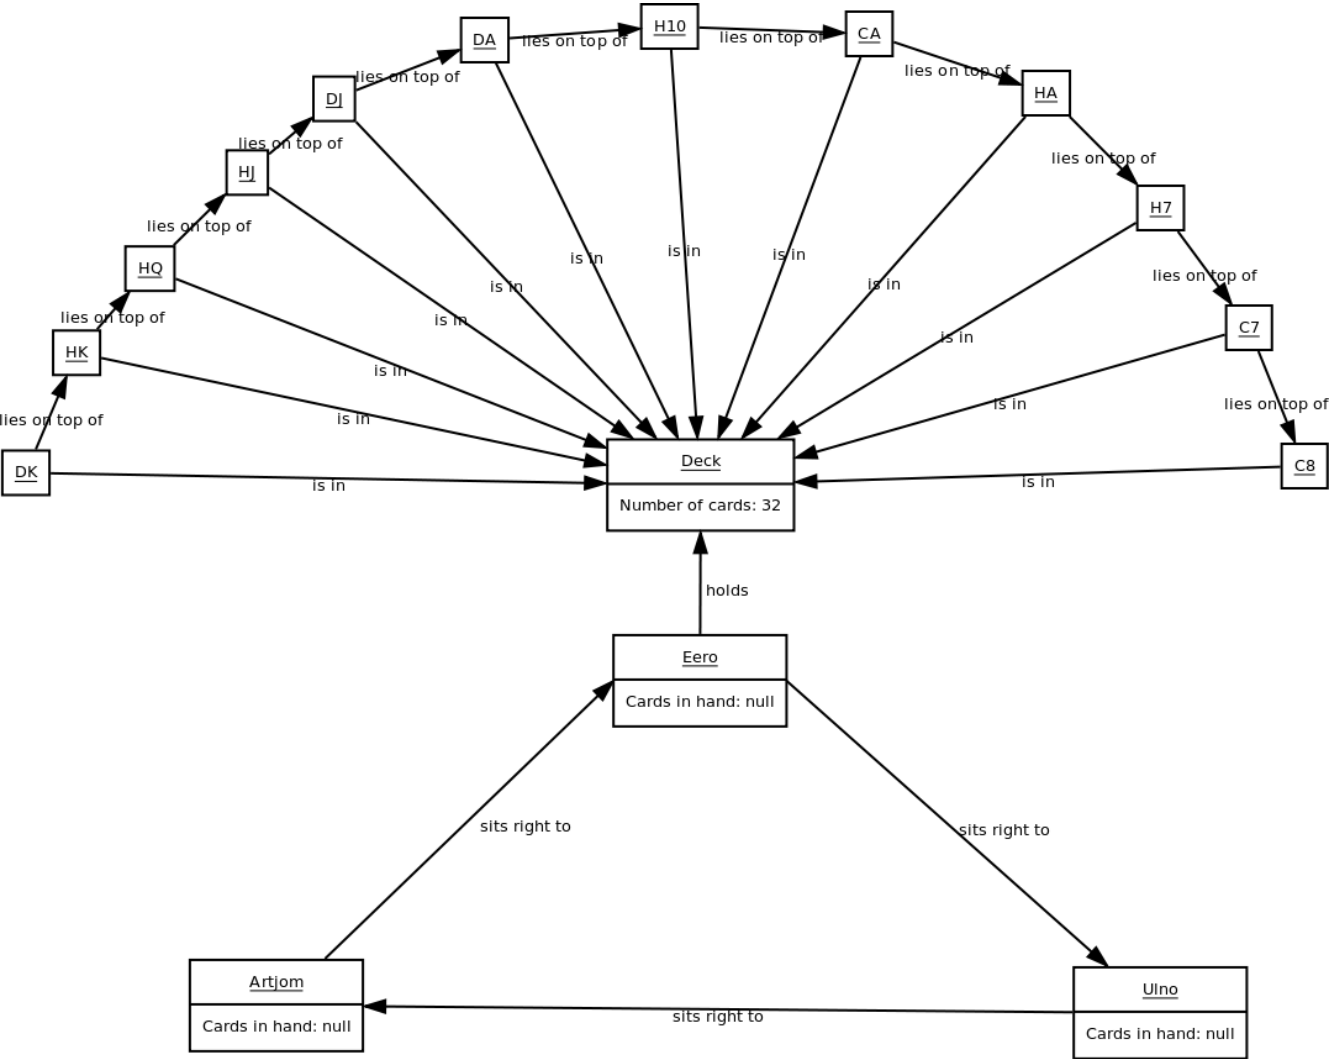 H10
CA
DA
lies on top of
lies on top of
lies on top of
lies on top of
HA
DJ
lies on top of
lies on top of
HJ
H7
lies on top of
is in
is in
is in
HQ
lies on top of
is in
is in
lies on top of
is in
C7
is in
HK
is in
is in
lies on top of
lies on top of
is in
Deck
C8
DK
is in
is in
Number of cards: 32
holds
Eero
Cards in hand: null
sits right to
sits right to
Artjom
Ulno
sits right to
Cards in hand: null
Cards in hand: null